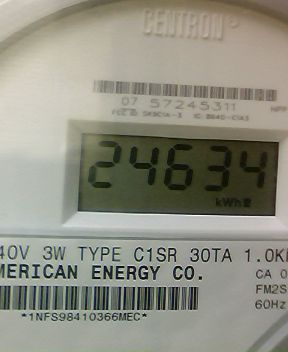 CENTRON®
07 57245311
24634
kWh
40V 3W TYPE C1SR 30TA 1.0K
MERICAN ENERGY CO.
CA 0
FM2S
60Hz
*1NFS98410366MEC*